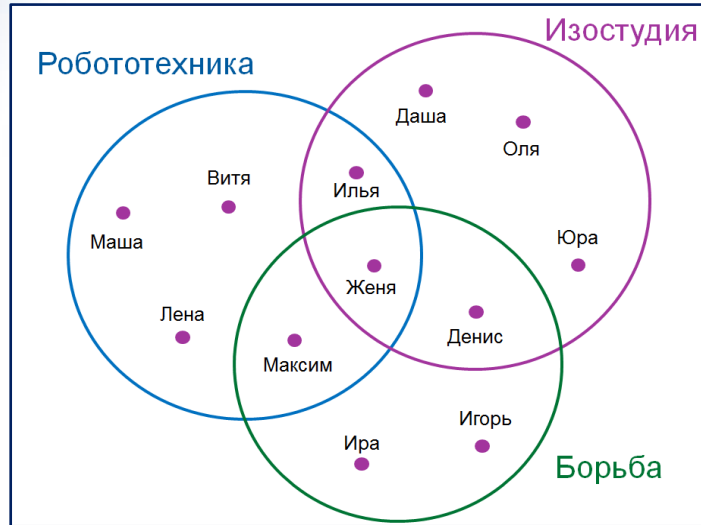 Изостудия
Робототехника
Даша
Оля
Витя
Илья
Маша
Юра
Женя
Лена
Денис
Максим
Игорь
Ира
Борьба